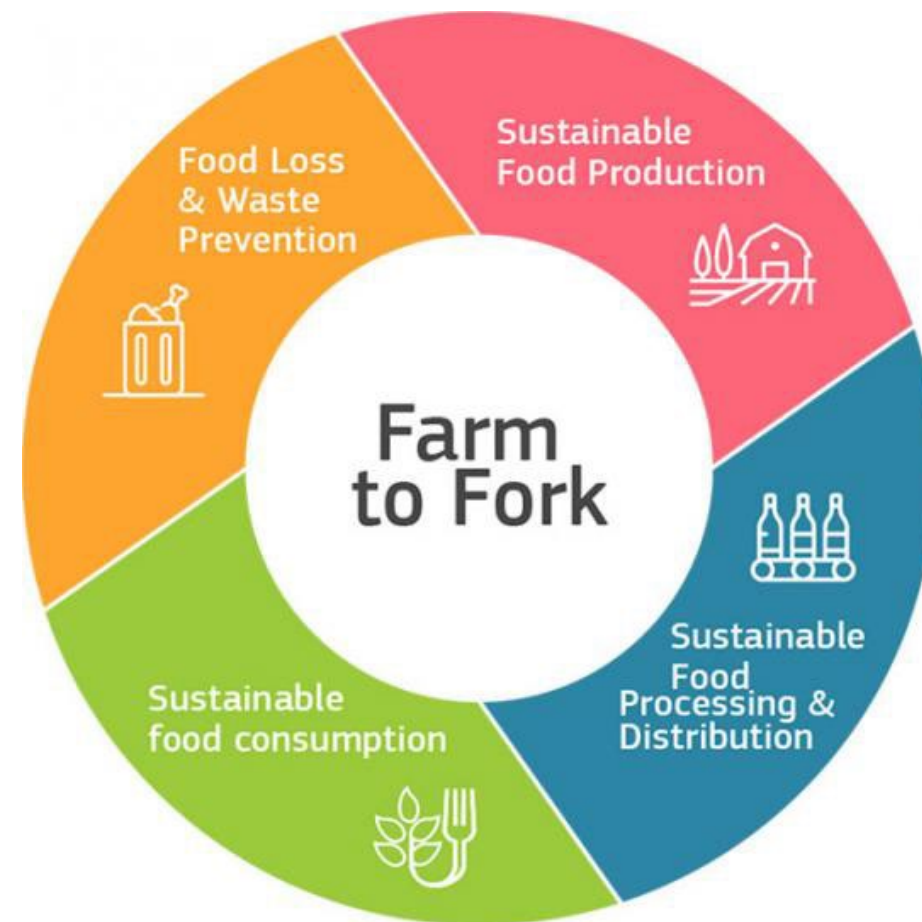 Food Loss
& Waste
Prevention
Sustainable
Food Production
Farm
to Fork
Sustainable
Food
Processing &
Distribution
Sustainable
food consumption